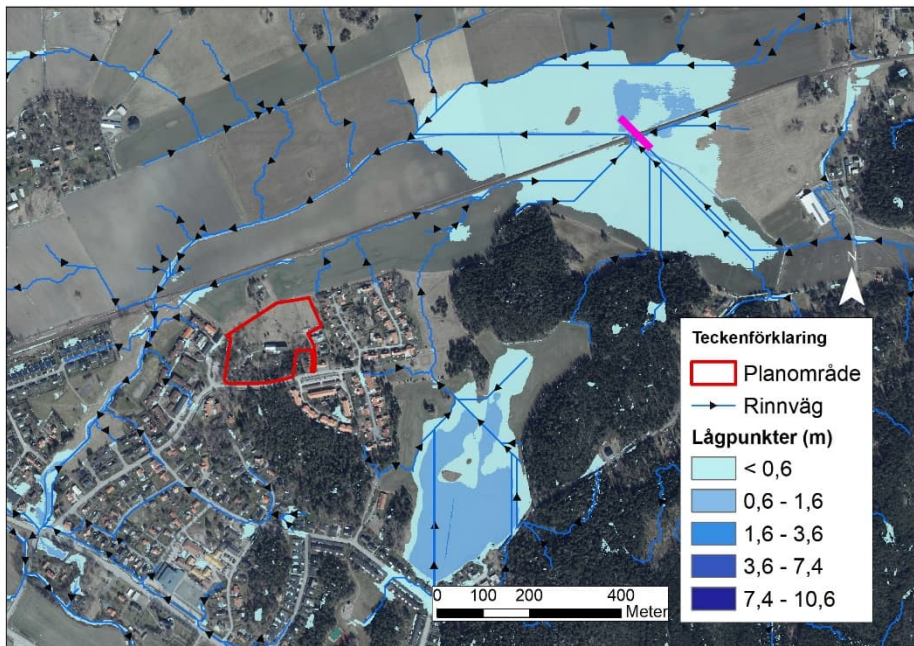 N
Teckenförklaring
Planområde
Rinnväg
Lågpunkter (m)
< 0,6
0,6 - 1,6
1,6 - 3,6
3,6 - 7,4
7,4 - 10,6
0 100 200 400
Meter